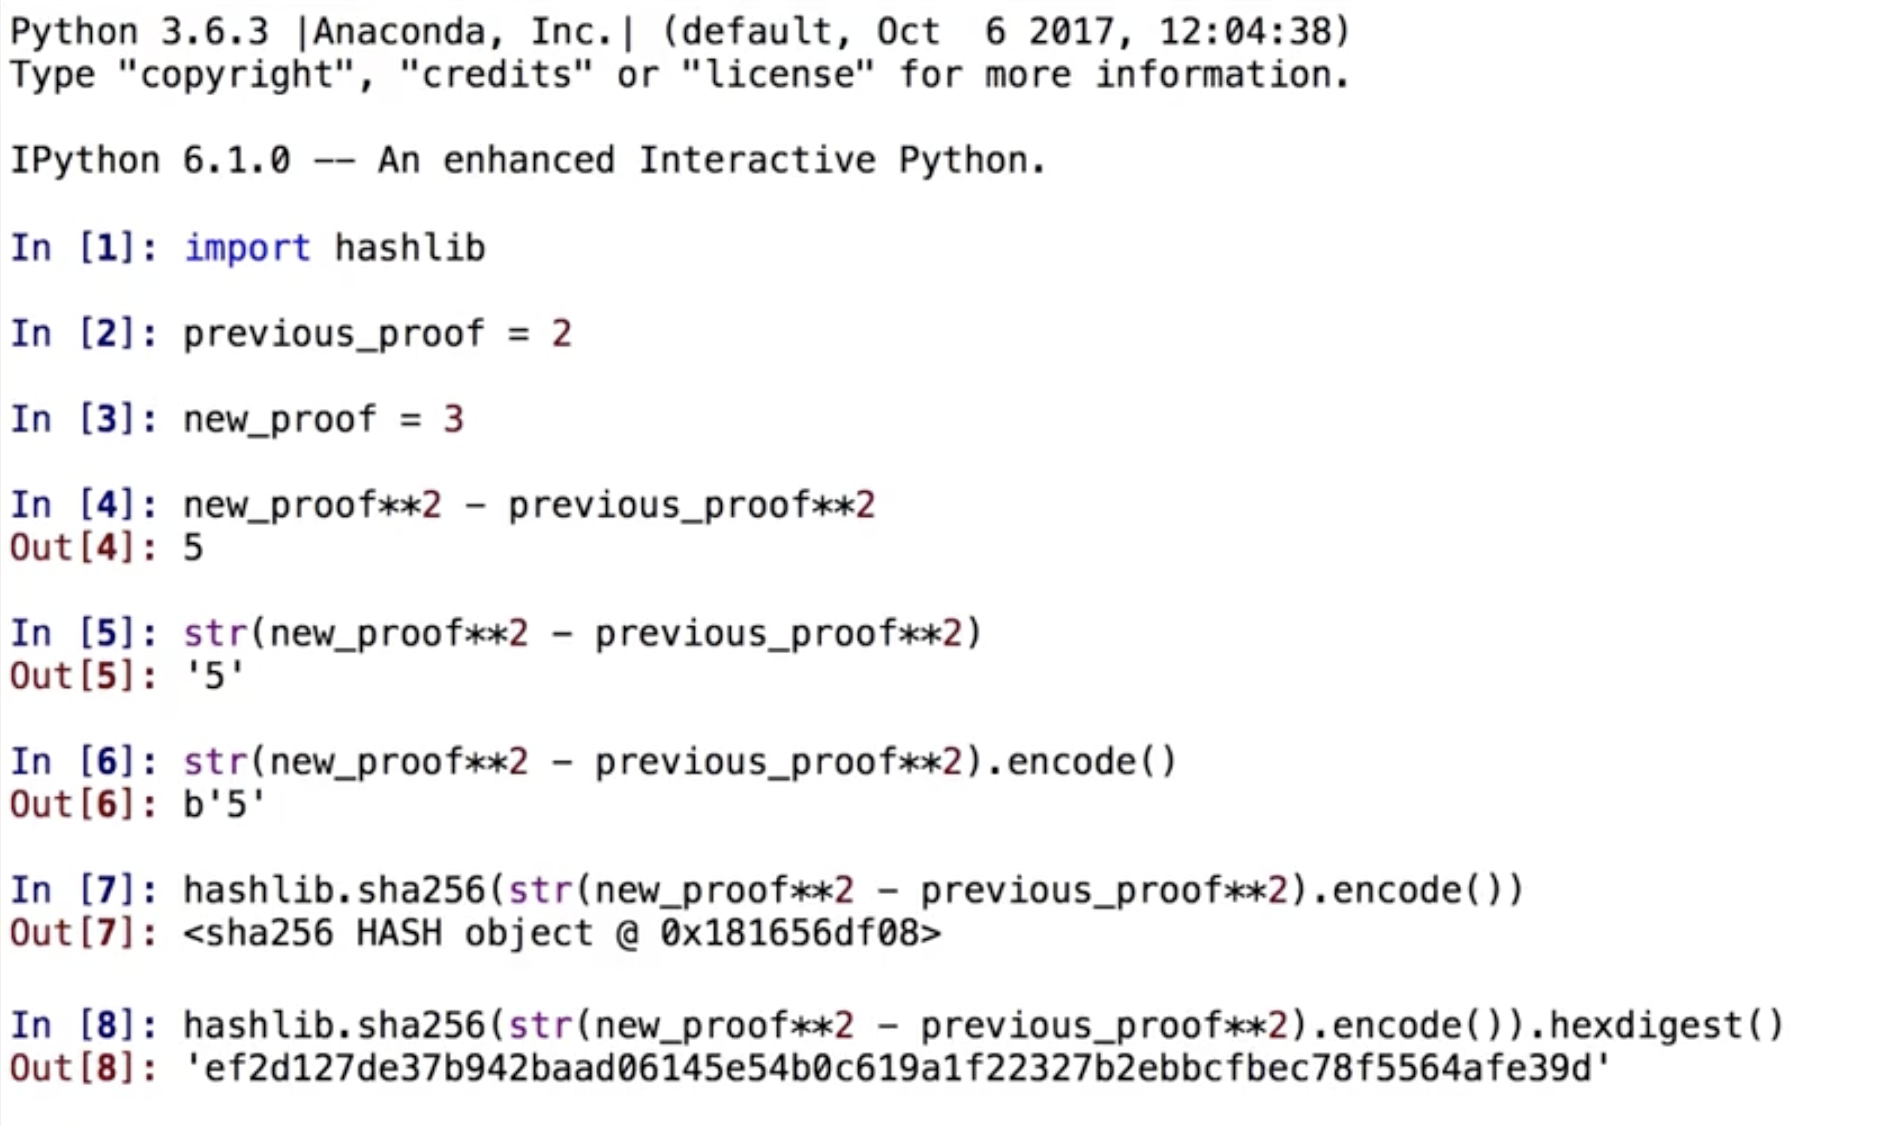 Python 3.6.3 |Anaconda, Inc.| (default, Oct  6 2017, 12:04:38)
Type "copyright", "credits" or "license" for more information.
IPython 6.1.0 -- An enhanced Interactive Python.
In [1]: import hashlib
In [2]: previous_proof = 2
In [3]: new_proof = 3
In [4]: new_proof**2 - previous_proof**2
Out[4]: 5
In [5]: str(new_proof**2 - previous_proof**2)
Out[5]: '5'
In [6]: str(new_proof**2 - previous_proof**2).encode()
Out[6]: b'5'
In [7]: hashlib.sha256(str(new_proof**2 - previous_proof**2).encode())
Out[7]: <sha256 HASH object @ 0x181656df08>
In [8]: hashlib.sha256(str(new_proof**2 - previous_proof**2).encode()).hexdigest()
Out[8]: 'ef2d127de37b942baad06145e54b0c619a1f22327b2ebbcfbec78f5564afe39d'